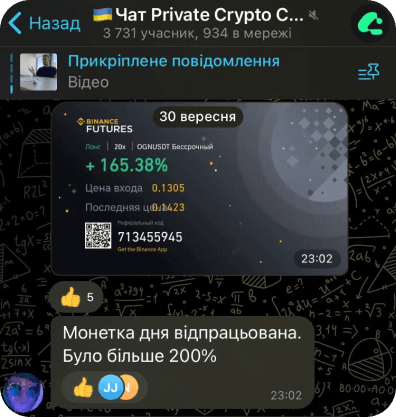 Назад
🇺🇦Чат Private Crypto C...
3 731 учасник, 934 в мережі
Прикріплене повідомлення
Відео
30 вересня
BINANCE
FUTURES
Лонг | 20x | OGNUSDT Бессрочный
+ 165.38%
Цена входа 0.1305
Последняя цена 0.1423
Реферальный код
713455945
Get the Binance App
23:02
👍 5
Монетка дня відпрацьована.
Було більше 200%
👍 JJ
23:02